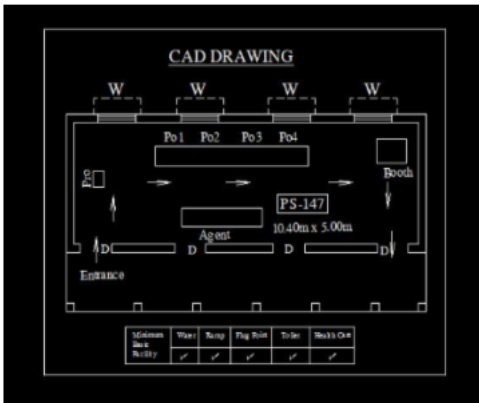 CAD DRAWING
W W W W
Po1 Po2 Po3 Po4
Pro
Booth
PS-147
Agent
10.40m x 5.00m
D D D D
Entrance
Minimum Basic Facility Water Ramp Flag Point Toilet Health Care
✓ ✓ ✓ ✓ ✓